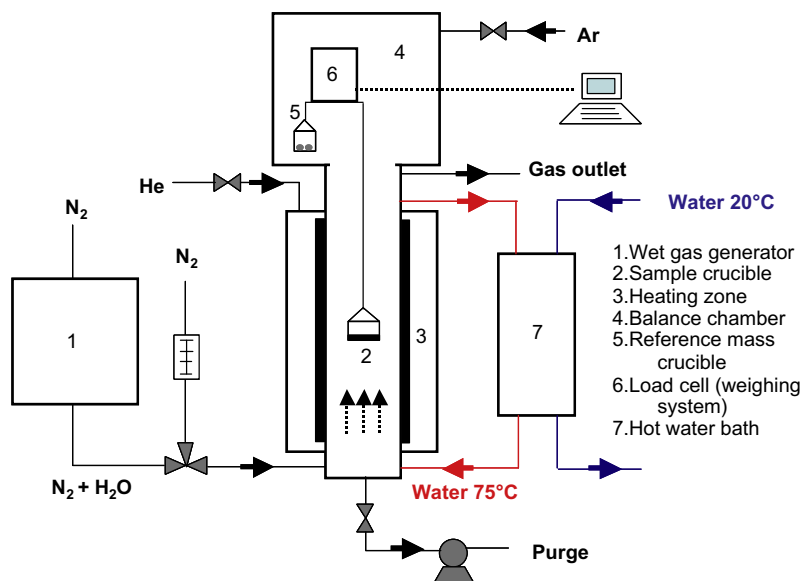 Ar
4
6
5
Gas outlet
He
Water 20°C
N₂
N₂
1
2
3
7
1.Wet gas generator
2.Sample crucible
3.Heating zone
4.Balance chamber
5.Reference mass
crucible
6.Load cell (weighing
system)
7.Hot water bath
N₂ + H₂O
Water 75°C
Purge